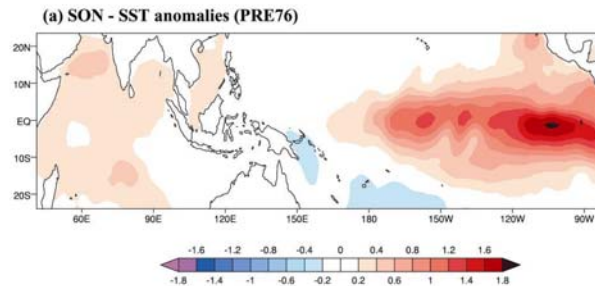 (a) SON - SST anomalies (PRE76)
20N
10N
EQ
10S
20S
60E 90E 120E 150E 180 150W 120W 90W
-1.6 -1.2 -0.8 -0.4 0 0.4 0.8 1.2 1.6
-1.8 -1.4 -1 -0.6 -0.2 0.2 0.6 1 1.4 1.8